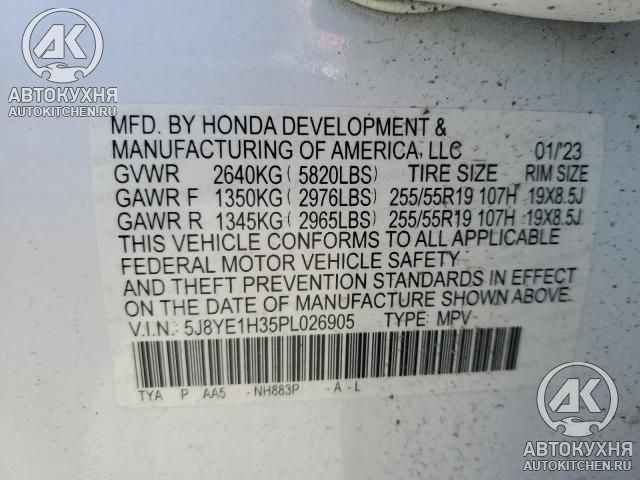 AK
АВТОКУХНЯ
AUTOKITCHEN.RU
MFD. BY HONDA DEVELOPMENT &
MANUFACTURING OF AMERICA, LLC 01/'23
GVWR 2640KG ( 5820LBS) TIRE SIZE RIM SIZE
GAWR F 1350KG ( 2976LBS) 255/55R19 107H 19X8.5J
GAWR R 1345KG ( 2965LBS) 255/55R19 107H 19X8.5J
THIS VEHICLE CONFORMS TO ALL APPLICABLE
FEDERAL MOTOR VEHICLE SAFETY
AND THEFT PREVENTION STANDARDS IN EFFECT
ON THE DATE OF MANUFACTURE SHOWN ABOVE.
V.I.N.: 5J8YE1H35PL026905 TYPE: MPV
TYA P AA5 -NH883P -A-L
AK
АВТОКУХНЯ
AUTOKITCHEN.RU